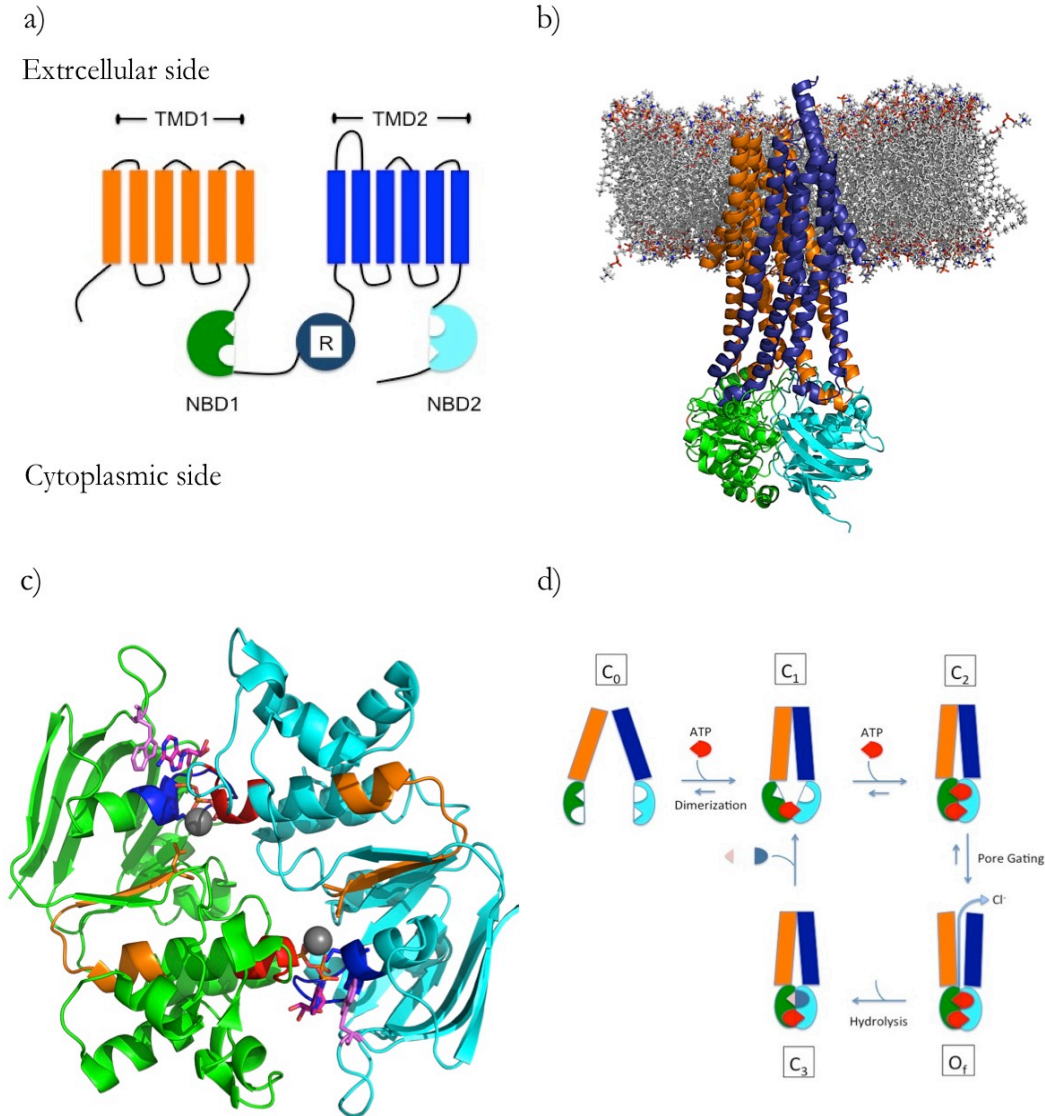 a)
Extrcellular side
TMD1
TMD2
NBD1
R
NBD2
Cytoplasmic side
b)
c)
d)
C0
C1
C2
ATP
ATP
Dimerization
Pore Gating
Cl-
Hydrolysis
C3
Of